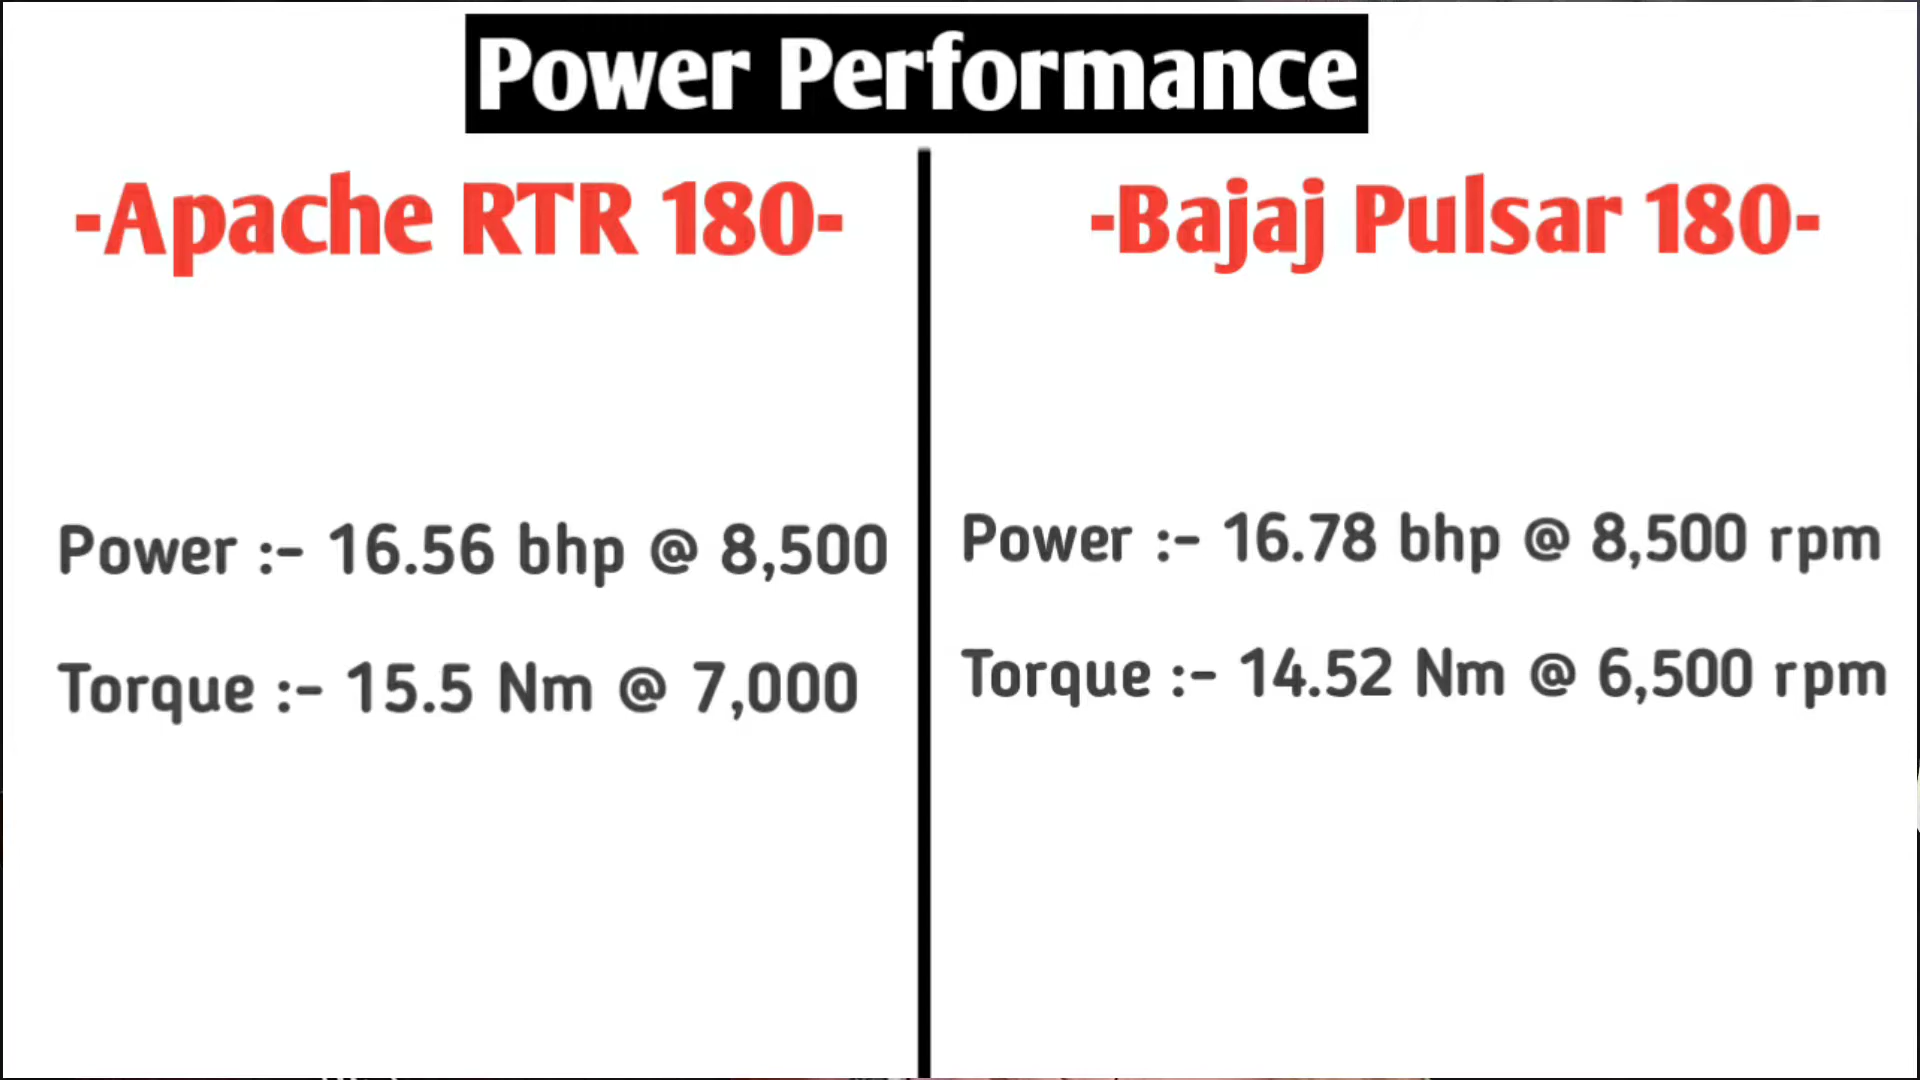 Power Performance
-Apache RTR 180-
Power :- 16.56 bhp @ 8,500
Torque :- 15.5 Nm @ 7,000
-Bajaj Pulsar 180-
Power :- 16.78 bhp @ 8,500 rpm
Torque :- 14.52 Nm @ 6,500 rpm